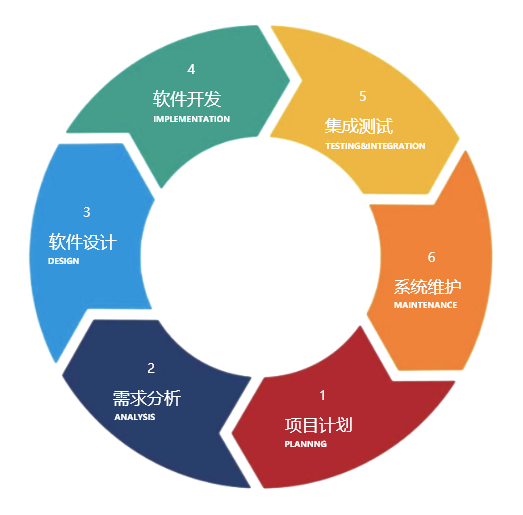 4
软件开发
IMPLEMENTATION
5
集成测试
TESTING&INTEGRATION
3
软件设计
DESIGN
6
系统维护
MAINTENANCE
2
需求分析
ANALYSIS
1
项目计划
PLANNNG